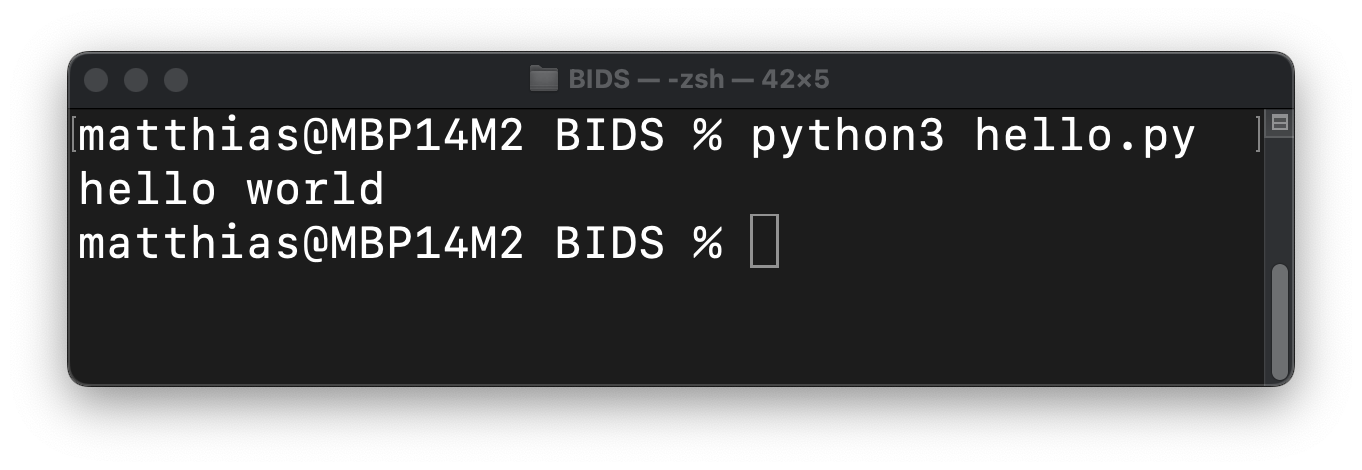 BIDS — -zsh — 42×5
matthias@MBP14M2 BIDS % python3 hello.py
hello world
matthias@MBP14M2 BIDS %